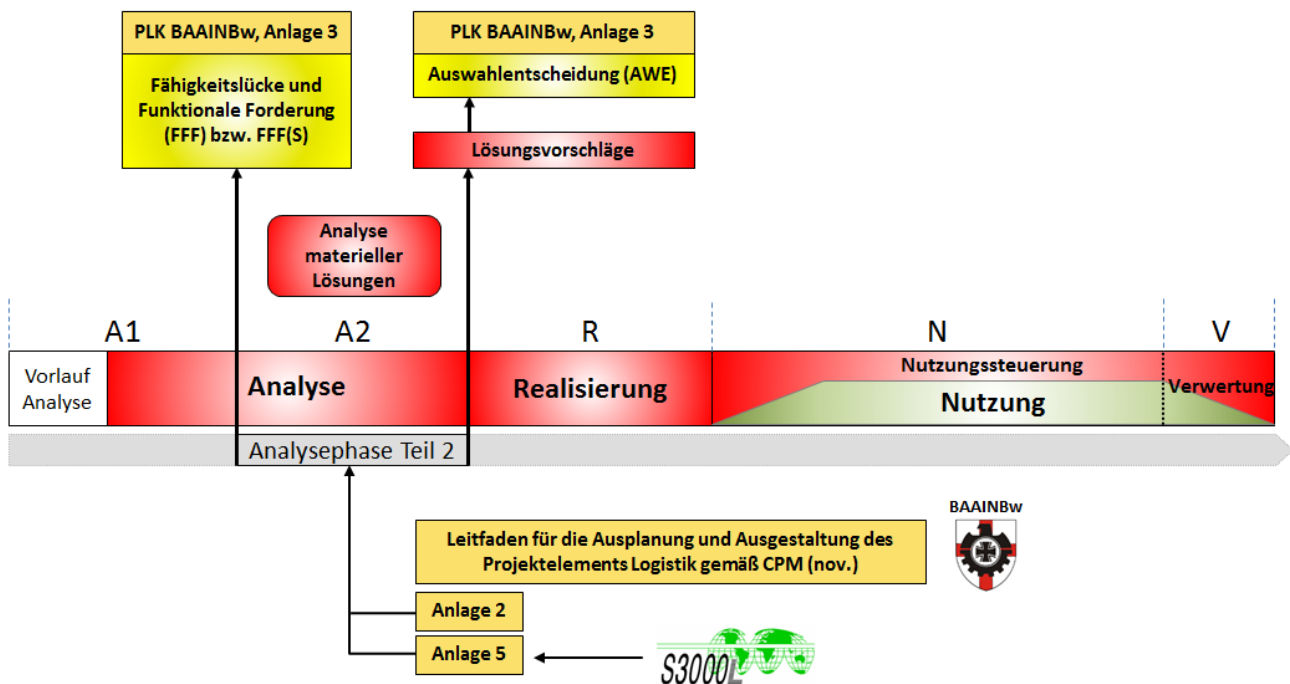 PLK BAAINBw, Anlage 3
Fähigkeitslücke und
Funktionale Forderung
(FFF) bzw. FFF(S)
PLK BAAINBw, Anlage 3
Auswahlentscheidung (AWE)
Lösungsvorschläge
Analyse
materieller
Lösungen
A1
A2
R
N
V
Vorlauf
Analyse
Analyse
Realisierung
Nutzungssteuerung
Nutzung
Verwertung
Analysephase Teil 2
Leitfaden für die Ausplanung und Ausgestaltung des
Projektelements Logistik gemäß CPM (nov.)
BAAINBw
Anlage 2
Anlage 5
S3000L